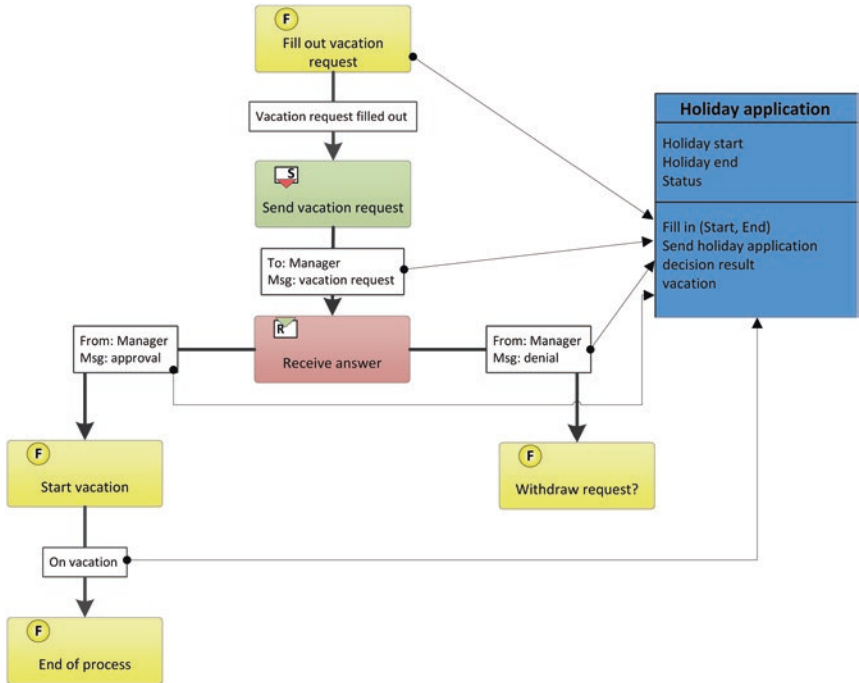 F
Fill out vacation
request
Vacation request filled out
S
Send vacation request
To: Manager
Msg: vacation request
R
Receive answer
From: Manager
Msg: approval
From: Manager
Msg: denial
F
Start vacation
F
Withdraw request?
On vacation
F
End of process
Holiday application
Holiday start
Holiday end
Status
Fill in (Start, End)
Send holiday application
decision result
vacation